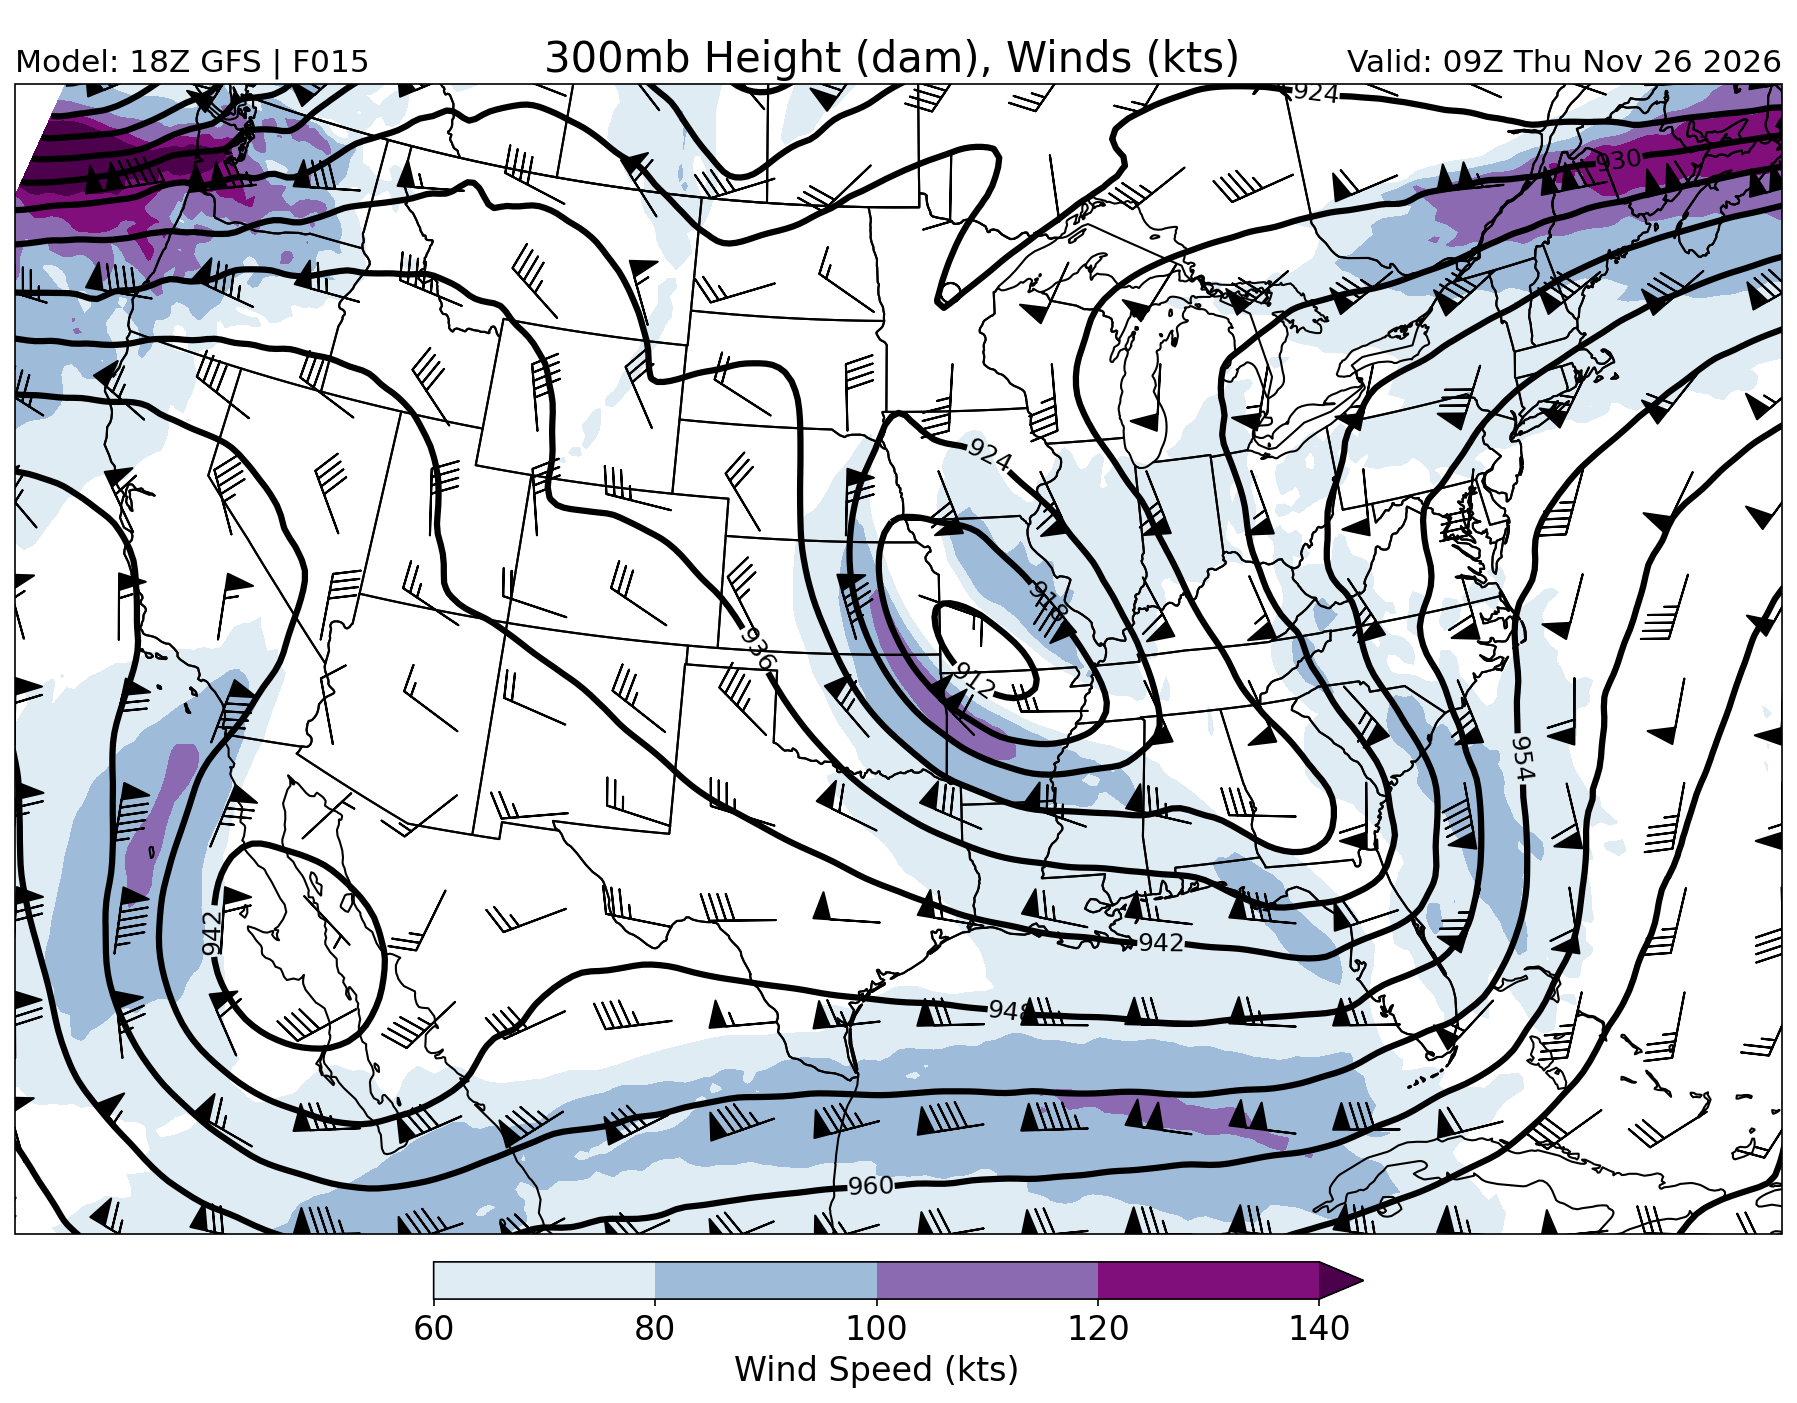 Model: 18Z GFS | F015
300mb Height (dam), Winds (kts)
Valid: 09Z Thu Nov 26 2026
924
930
924
918
936
912
954
942
942
948
960
60 80 100 120 140
Wind Speed (kts)